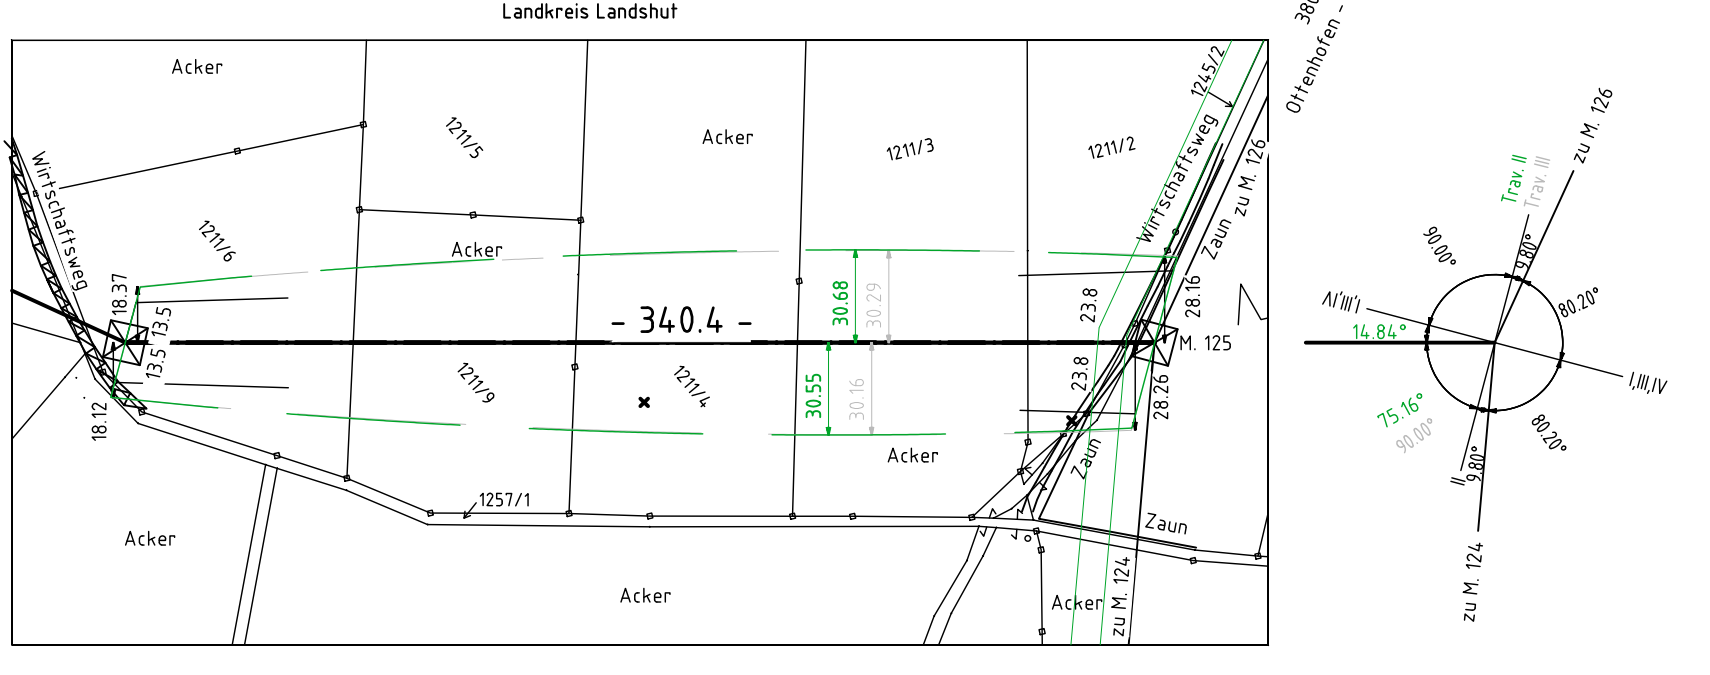 Landkreis Landshut
380
Ottenhofen -
Acker
1211/5
Acker
1211/3
1211/2
1245/2
Wirtschaftsweg
zu M. 126
Zaun
Wirtschaftsweg
1211/6
Acker
18.37
13.5
13.5
18.12
- 340.4 -
30.68
30.29
30.55
30.16
23.8
23.8
28.16
28.26
M. 125
1211/9
1211/4
Acker
Zaun
1257/1
Zaun
Acker
Acker
Acker
zu M. 124
zu M. 126
Trav. II
Trav. III
90.00°
9.80°
80.20°
I,III,IV
14.84°
I,III,IV
75.16°
90.00°
II
9.80°
80.20°
zu M. 124